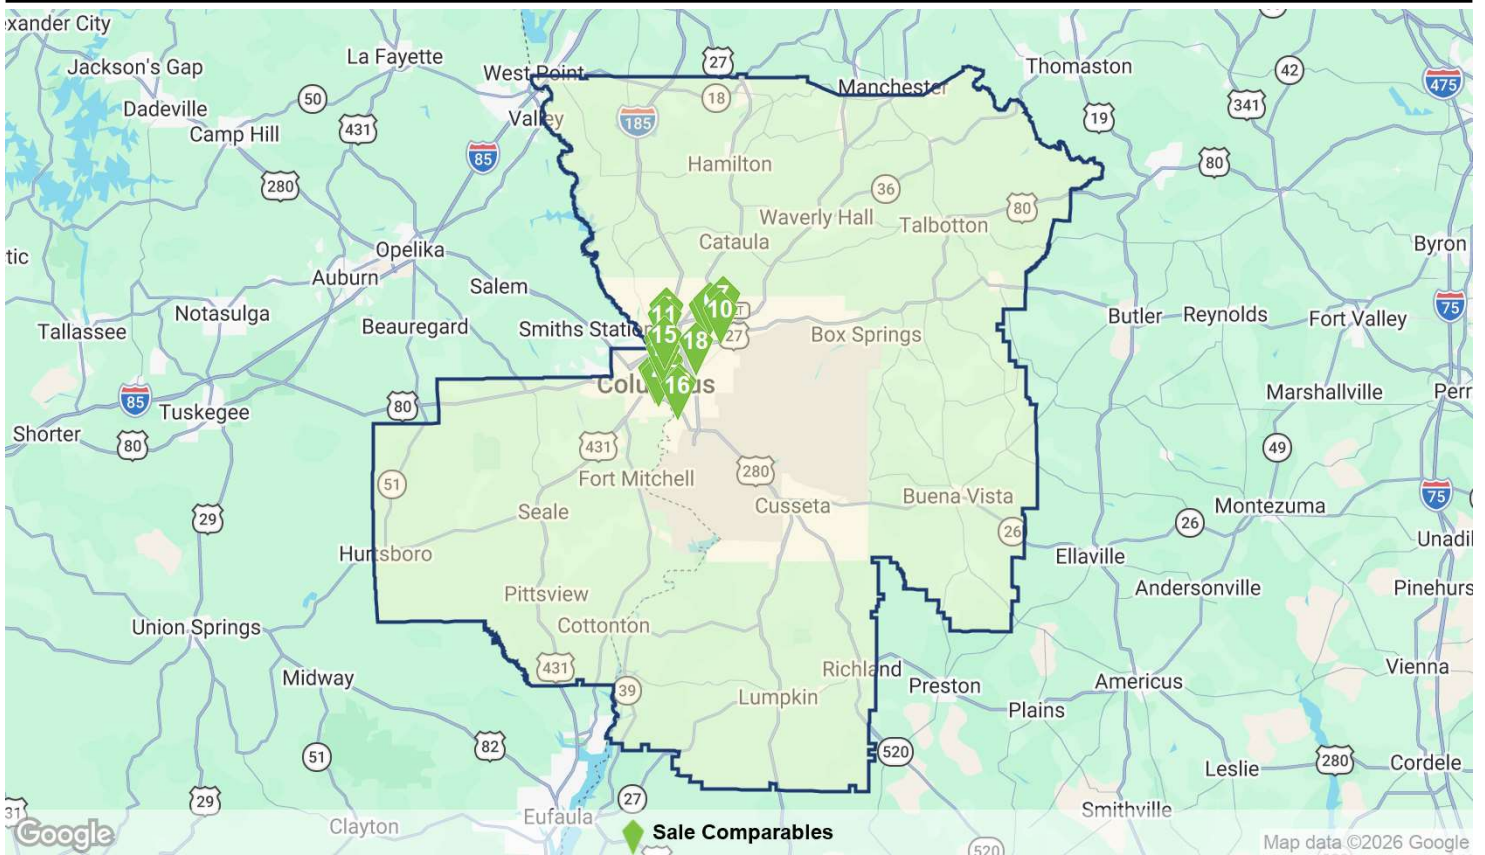 exander City
La Fayette
27
Thomaston
42
Jackson's Gap
West Point
475
Dadeville
50
18
Manchester
341
Camp Hill
431
Valley
185
19
85
Hamilton
80
280
36
Waverly Hall
80
Talbotton
Opelika
Cataula
Byron
tic
Auburn
Salem
7
75
Notasulga
11
10
Butler
Reynolds
Fort Valley
Tallassee
Beauregard
Smiths Statio
15
18
27
Box Springs
Columbus
16
85
80
Marshallville
Perr
Tuskegee
Shorter
80
431
49
280
Fort Mitchell
51
Buena Vista
75
29
Seale
Cusseta
26
Montezuma
26
Unadil
Hurtsboro
Ellaville
Pittsview
Andersonville
Pinehurs
Union Springs
Cottonton
431
Richland
Vienna
Midway
39
Preston
Americus
Lumpkin
Plains
82
51
520
280
Cordele
Leslie
29
27
31
Eufaula
Smithville
Clayton
Google
Sale Comparables
520
Map data ©2026 Google